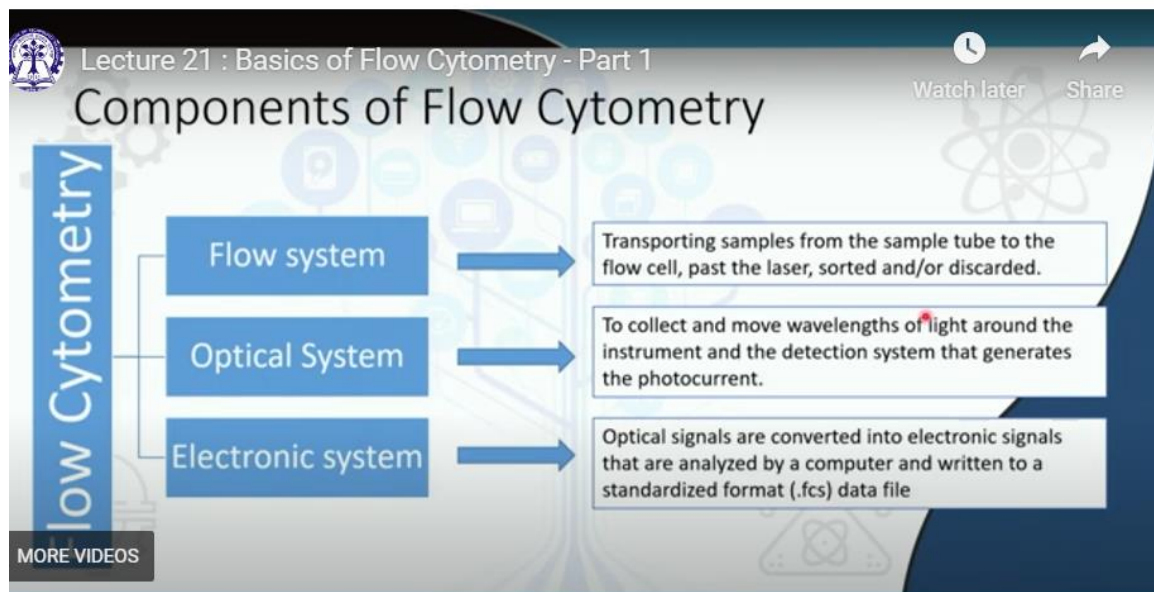 Lecture 21 : Basics of Flow Cytometry - Part 1
Watch later
Share
Components of Flow Cytometry
Flow Cytometry
Flow system
Transporting samples from the sample tube to the
flow cell, past the laser, sorted and/or discarded.
Optical System
To collect and move wavelengths of light around the
instrument and the detection system that generates
the photocurrent.
Electronic system
Optical signals are converted into electronic signals
that are analyzed by a computer and written to a
standardized format (.fcs) data file
MORE VIDEOS